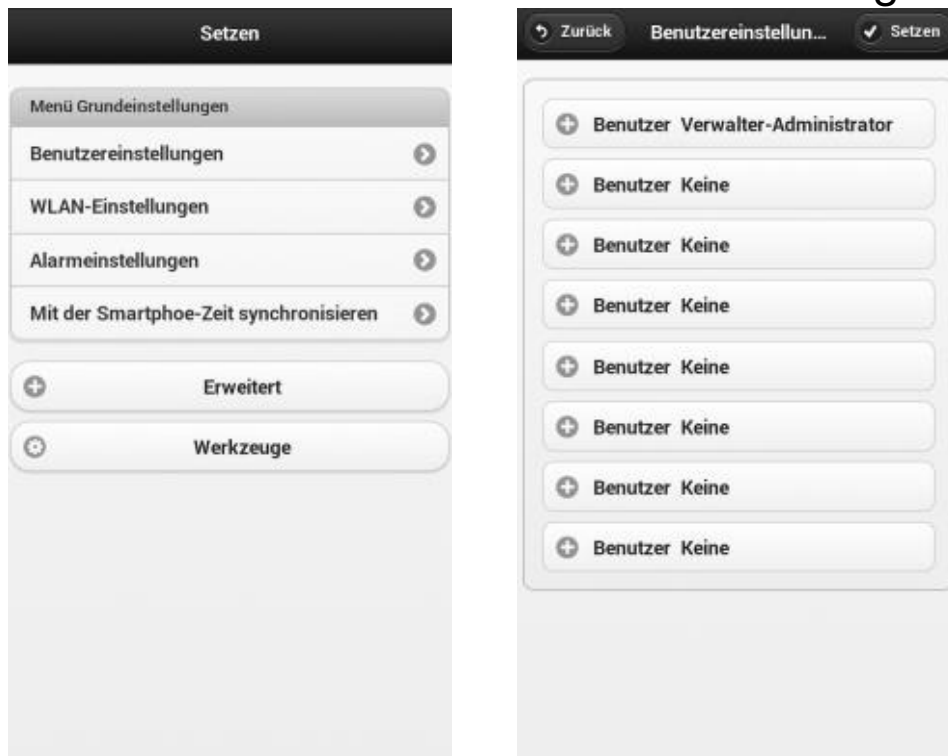 Setzen
Menü Grundeinstellungen
Benutzereinstellungen
WLAN-Einstellungen
Alarmeinstellungen
Mit der Smartphoe-Zeit synchronisieren
Erweitert
Werkzeuge
Zurück
Benutzereinstellun...
Setzen
Benutzer Verwalter-Administrator
Benutzer Keine
Benutzer Keine
Benutzer Keine
Benutzer Keine
Benutzer Keine
Benutzer Keine
Benutzer Keine